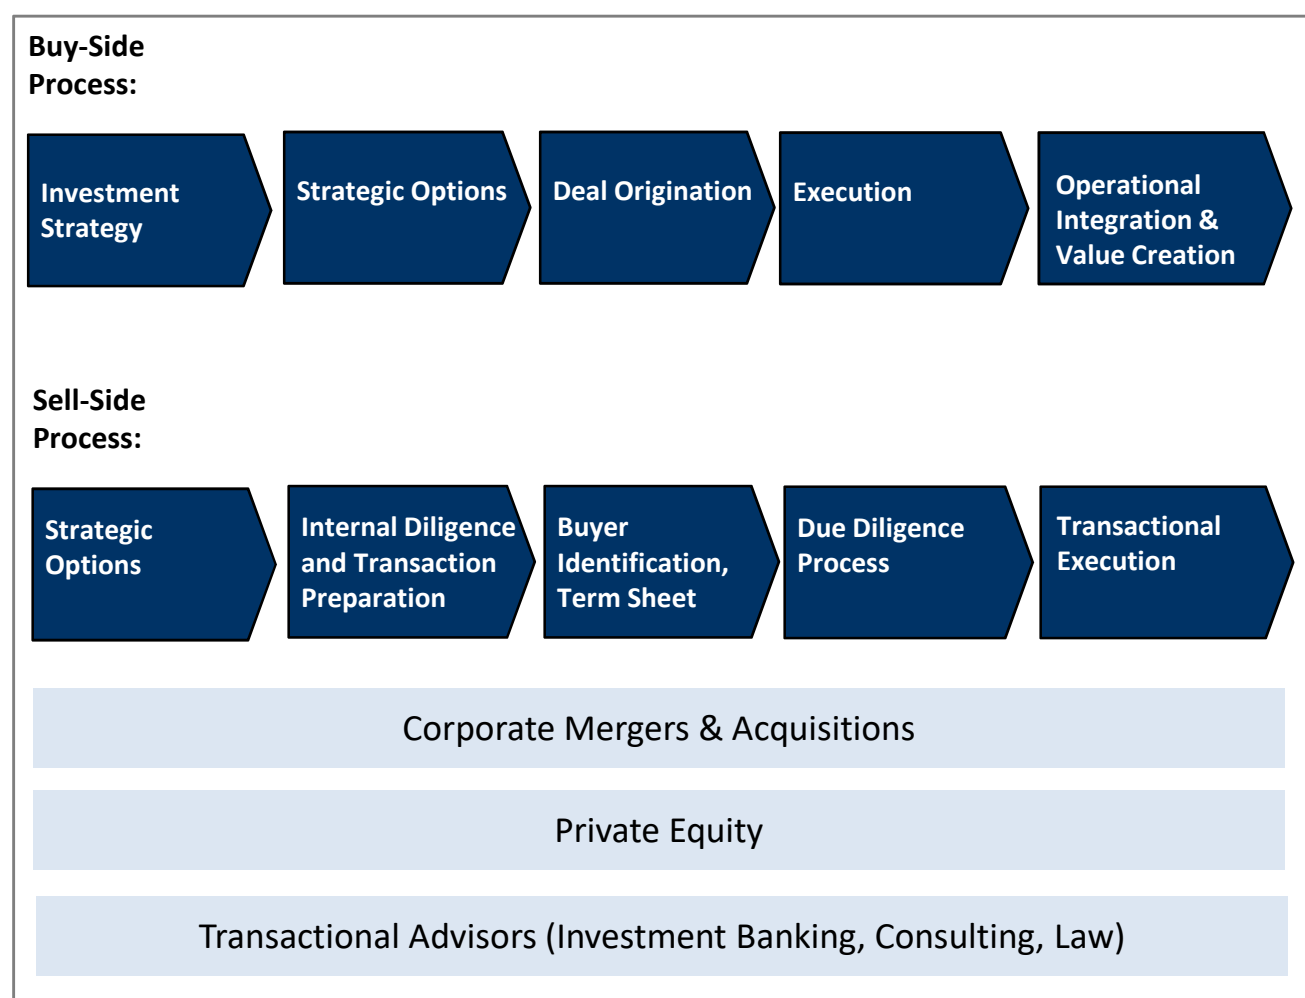 Buy-Side
Process:
Investment
Strategy
Strategic Options
Deal Origination
Execution
Operational
Integration &
Value Creation
Sell-Side
Process:
Strategic
Options
Internal Diligence
and Transaction
Preparation
Buyer
Identification,
Term Sheet
Due Diligence
Process
Transactional
Execution
Corporate Mergers & Acquisitions
Private Equity
Transactional Advisors (Investment Banking, Consulting, Law)